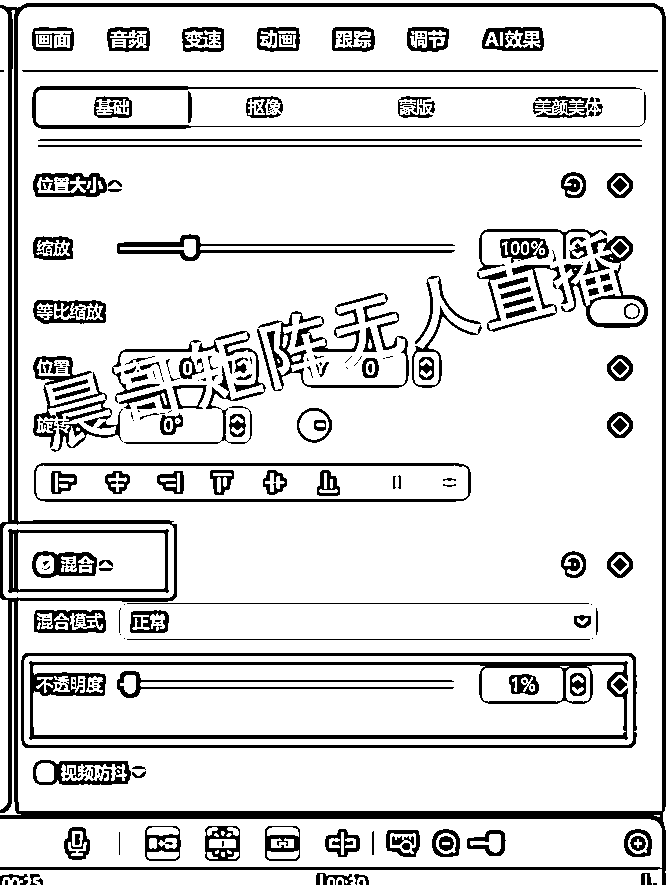 画面 音频 变速 动画 跟踪 调节 AI效果
基础 抠像 蒙版 美颜美体
位置大小
缩放 100%
等比缩放
晨哥矩阵无人直播
位置 0 Y 0
旋转 0°
混合
混合模式 正常
不透明度 1%
视频防抖